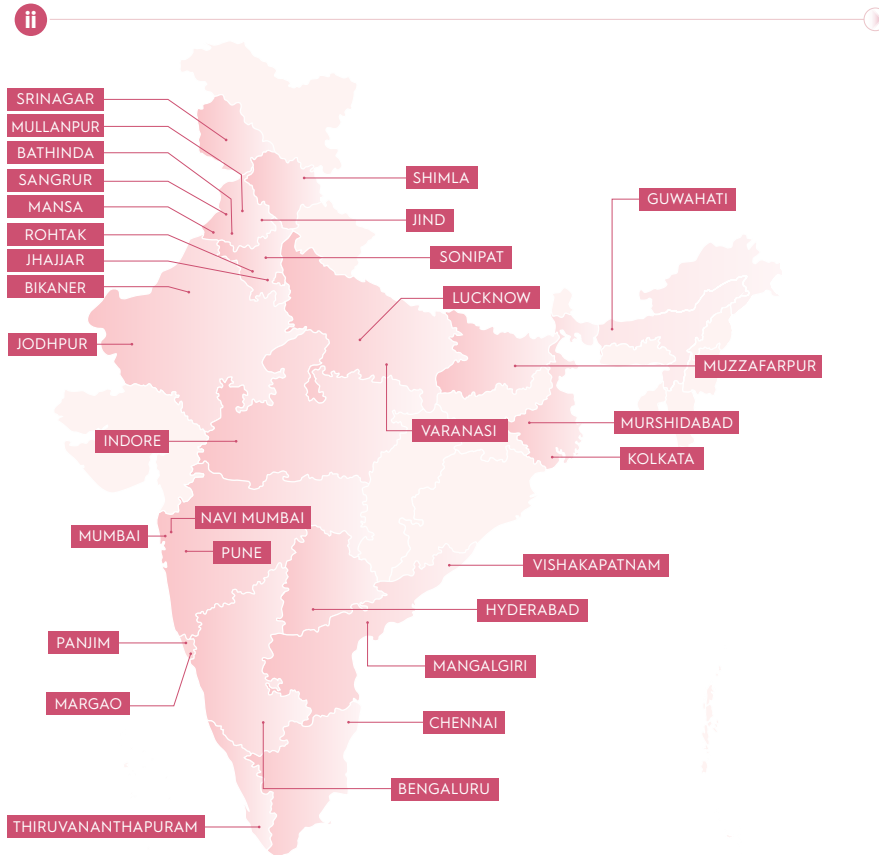 ii
SRINAGAR
MULLANPUR
BATHINDA
SANGRUR
MANSA
ROHTAK
JHAJJAR
BIKANER
JODHPUR
SHIMLA
JIND
SONIPAT
LUCKNOW
GUWAHATI
MUZZAFARPUR
VARANASI
MURSHIDABAD
KOLKATA
INDORE
NAVI MUMBAI
MUMBAI
PUNE
VISHAKAPATNAM
HYDERABAD
PANJIM
MANGALGIRI
MARGAO
CHENNAI
BENGALURU
THIRUVANANTHAPURAM